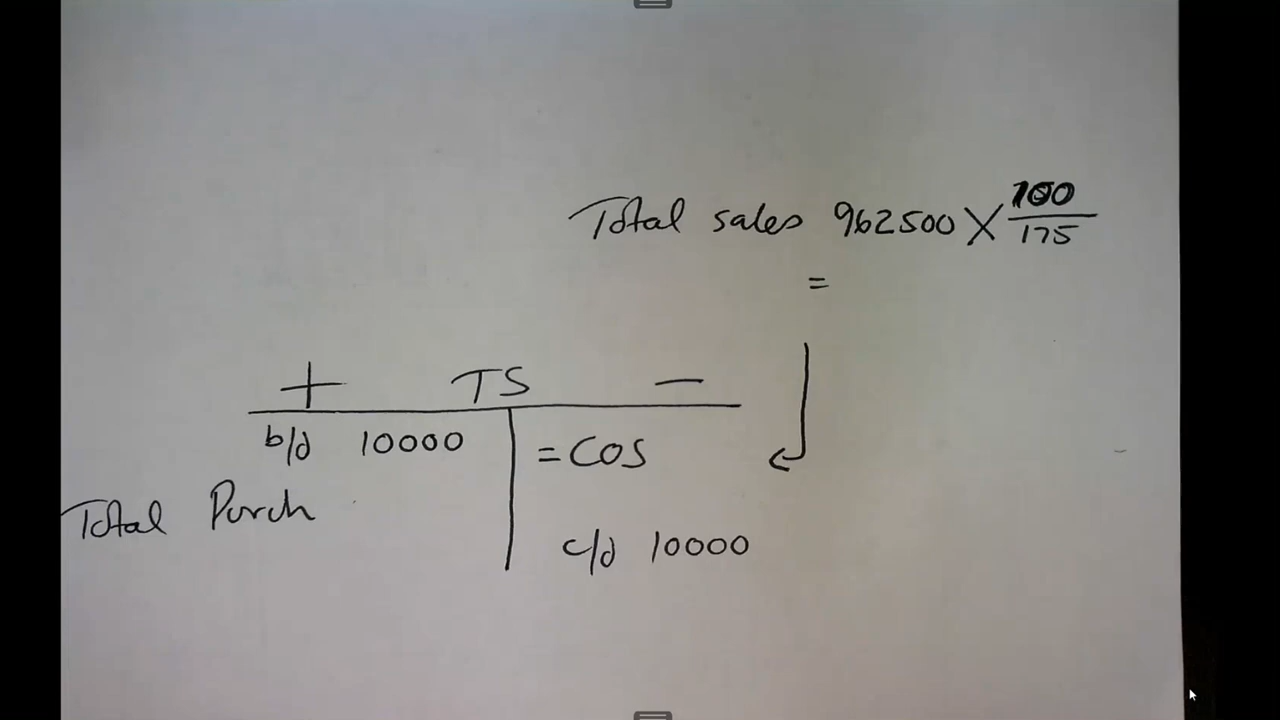 Total sales 962500 X 100/175
=
+ TS –
b/d 10000 = COS
Total Purch
c/d 10000